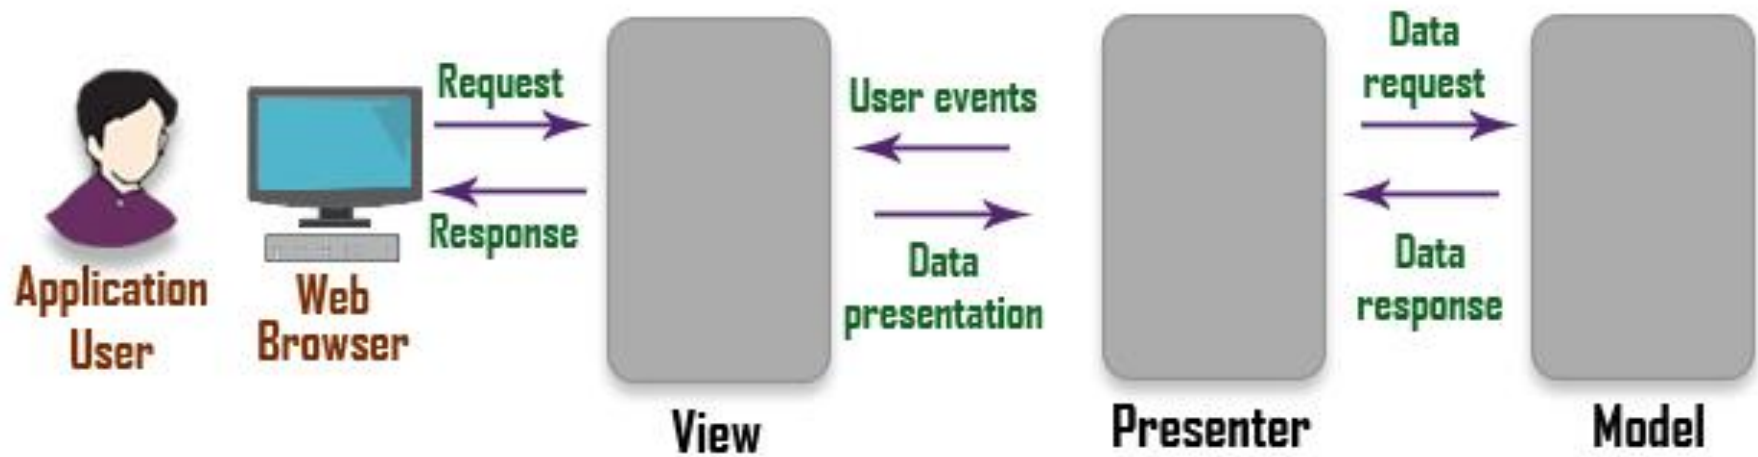 Application
User
Web
Browser
Request
Response
View
User events
Data
presentation
Presenter
Data
request
Data
response
Model